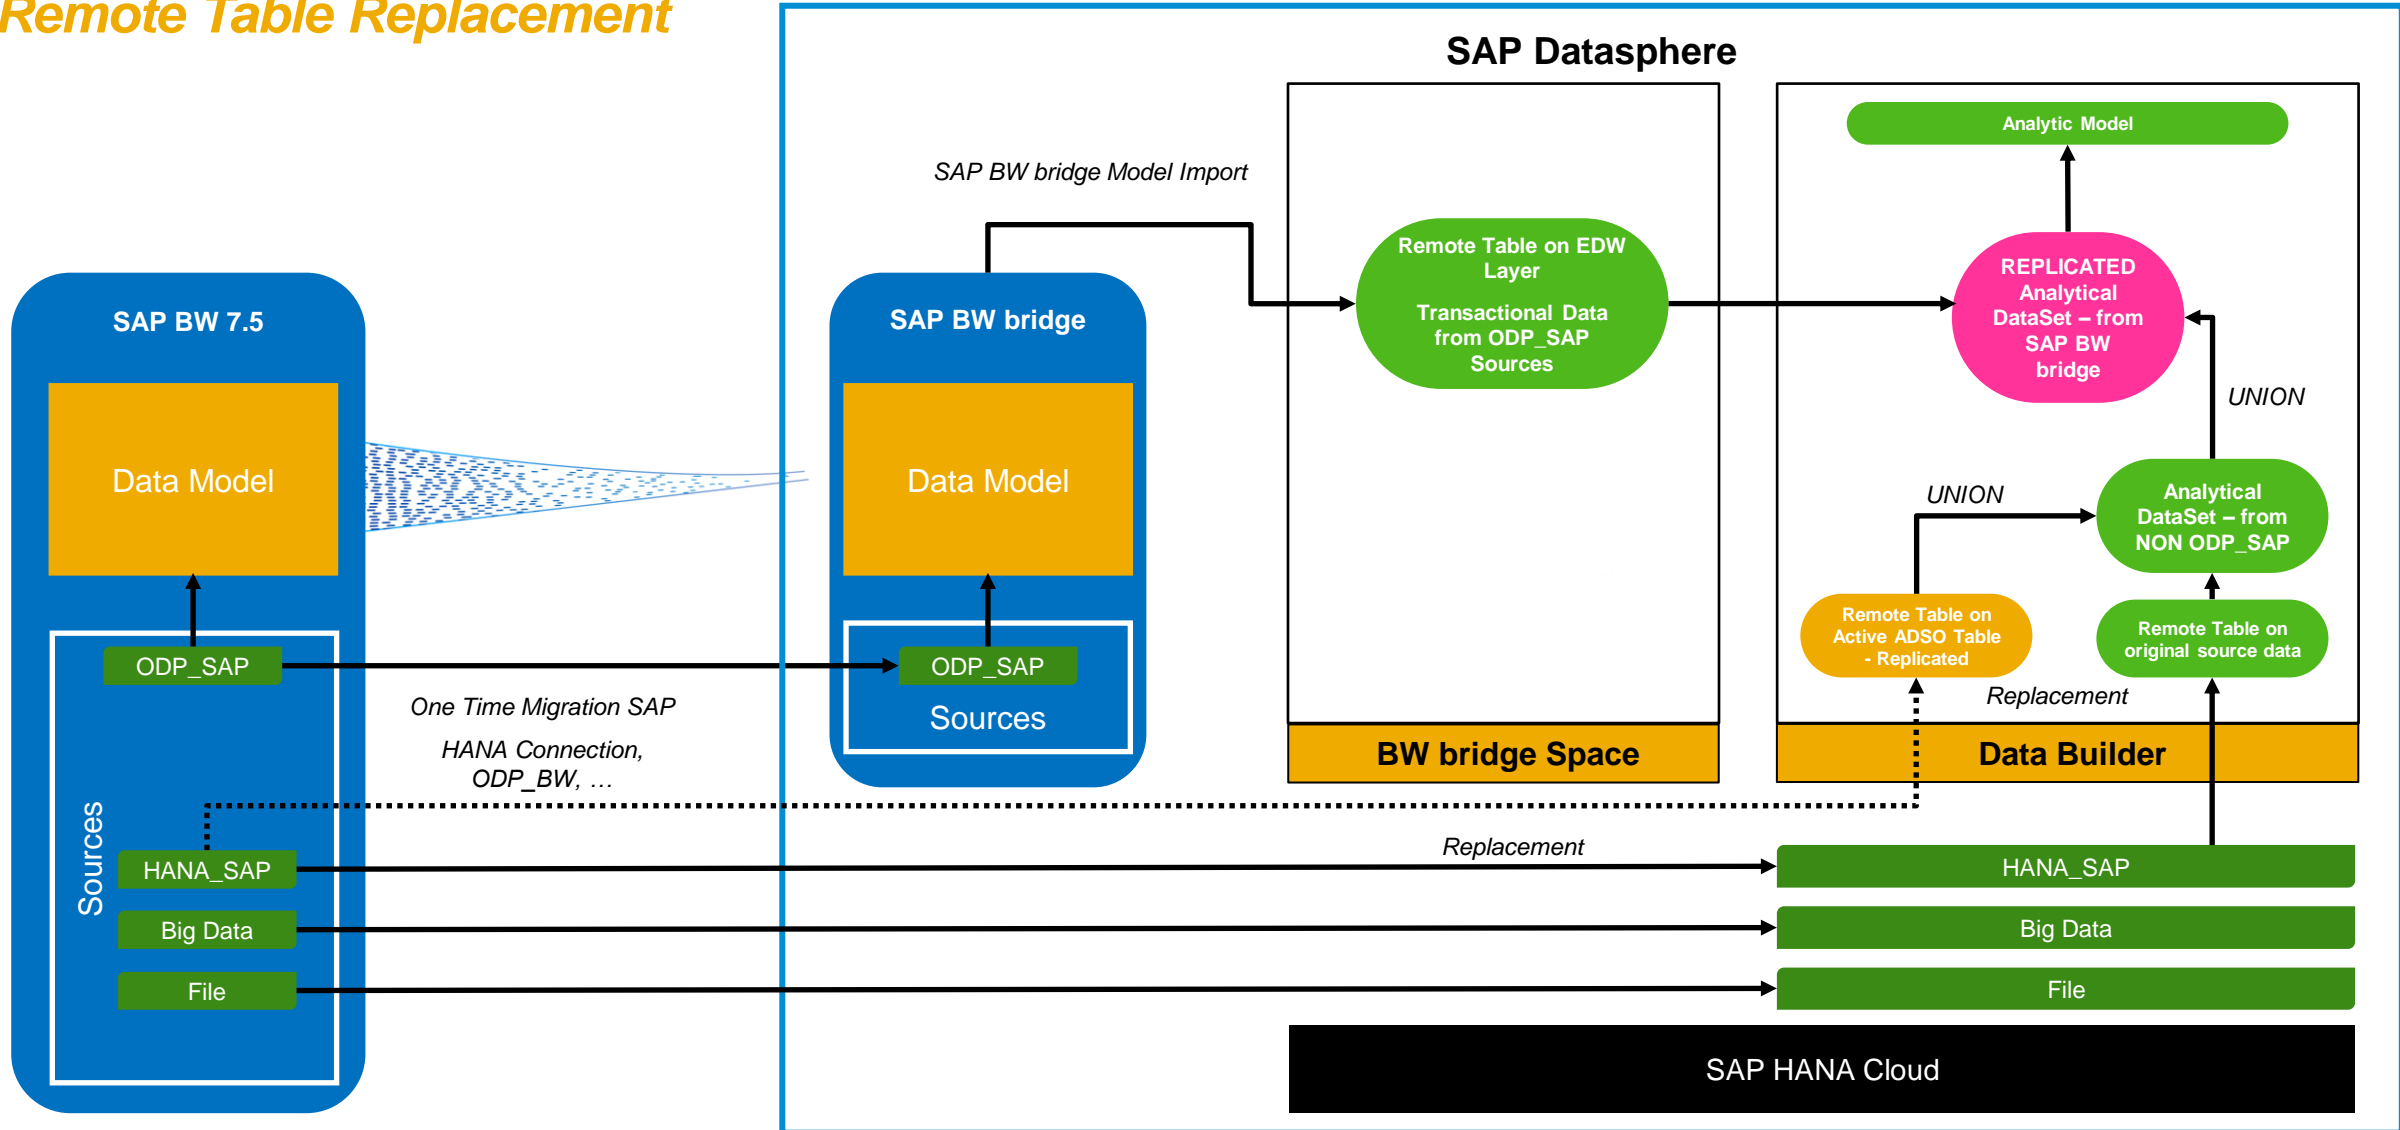 Remote Table Replacement
SAP Datasphere
Analytic Model
SAP BW bridge Model Import
Remote Table on EDW
Layer
Transactional Data
from ODP_SAP
Sources
REPLICATED
Analytical
DataSet – from
SAP BW
bridge
SAP BW 7.5
SAP BW bridge
UNION
Data Model
Data Model
UNION
Analytical
DataSet – from
NON ODP_SAP
Remote Table on
Active ADSO Table
- Replicated
Remote Table on
original source data
ODP_SAP
ODP_SAP
One Time Migration SAP
HANA Connection,
ODP_BW, …
Sources
Replacement
BW bridge Space
Data Builder
Sources
Replacement
HANA_SAP
HANA_SAP
Big Data
Big Data
File
File
SAP HANA Cloud